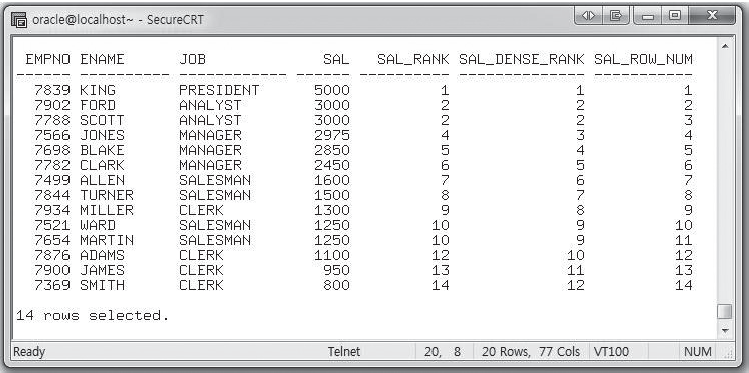 oracle@localhost~ - SecureCRT
EMPNO ENAME JOB SAL SAL_RANK SAL_DENSE_RANK SAL_ROW_NUM
------ ---------- ------------ ------ ---------- -------------- -----------
7839 KING PRESIDENT 5000 1 1 1
7902 FORD ANALYST 3000 2 2 2
7788 SCOTT ANALYST 3000 2 2 3
7566 JONES MANAGER 2975 4 3 4
7698 BLAKE MANAGER 2850 5 4 5
7782 CLARK MANAGER 2450 6 5 6
7499 ALLEN SALESMAN 1600 7 6 7
7844 TURNER SALESMAN 1500 8 7 8
7934 MILLER CLERK 1300 9 8 9
7521 WARD SALESMAN 1250 10 9 10
7654 MARTIN SALESMAN 1250 10 9 11
7876 ADAMS CLERK 1100 12 10 12
7900 JAMES CLERK 950 13 11 13
7369 SMITH CLERK 800 14 12 14
14 rows selected.
Ready Telnet 20, 8 20 Rows, 77 Cols VT100 NUM